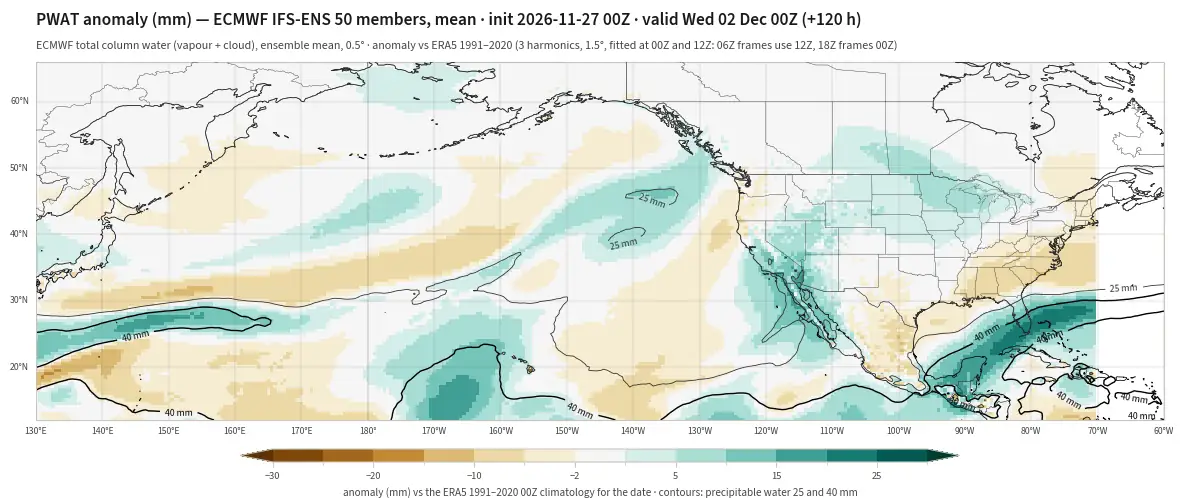 PWAT anomaly (mm) — ECMWF IFS-ENS 50 members, mean · init 2026-11-27 00Z · valid Wed 02 Dec 00Z (+120 h)
ECMWF total column water (vapour + cloud), ensemble mean, 0.5° · anomaly vs ERA5 1991–2020 (3 harmonics, 1.5°, fitted at 00Z and 12Z: 06Z frames use 12Z, 18Z frames 00Z)
60°N
50°N
25 mm
40°N
25 mm
30°N
25 mm
40 mm
40 mm
40 mm
20°N
40 mm
40 mm
40 mm
40 mm
40 mm
40 mm
130°E 140°E 150°E 160°E 170°E 180° 170°W 160°W 150°W 140°W 130°W 120°W 110°W 100°W 90°W 80°W 70°W 60°W
−30 −20 −10 −2 5 15 25
anomaly (mm) vs the ERA5 1991–2020 00Z climatology for the date · contours: precipitable water 25 and 40 mm